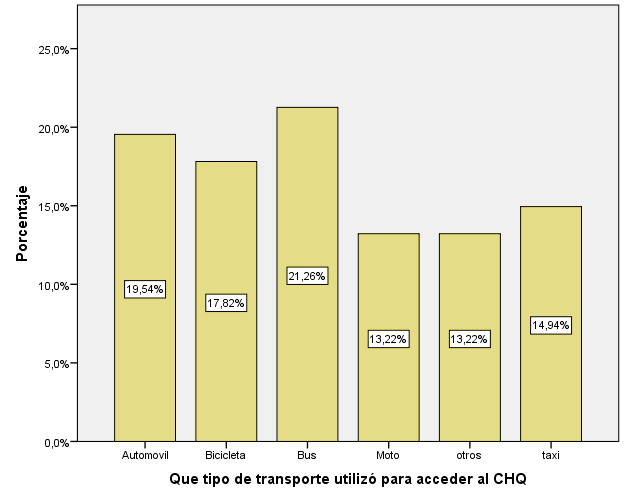 25,0%
20,0%
15,0%
10,0%
5,0%
0,0%
Porcentaje
19,54%
17,82%
21,26%
13,22%
13,22%
14,94%
Automovil
Bicicleta
Bus
Moto
otros
taxi
Que tipo de transporte utilizó para acceder al CHQ